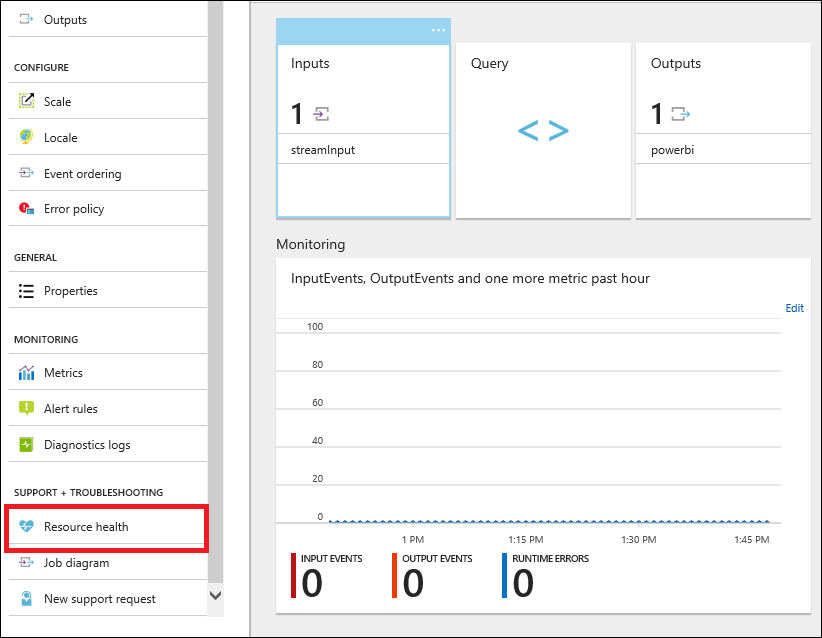 Outputs
CONFIGURE
Scale
Locale
Event ordering
Error policy
GENERAL
Properties
MONITORING
Metrics
Alert rules
Diagnostics logs
SUPPORT + TROUBLESHOOTING
Resource health
Job diagram
New support request
...
Inputs
1
streamInput
Query
< >
Outputs
1
powerbi
Monitoring
InputEvents, OutputEvents and one more metric past hour
Edit
100
80
60
40
20
0
1 PM 1:15 PM 1:30 PM 1:45 PM
INPUT EVENTS
0
OUTPUT EVENTS
0
RUNTIME ERRORS
0